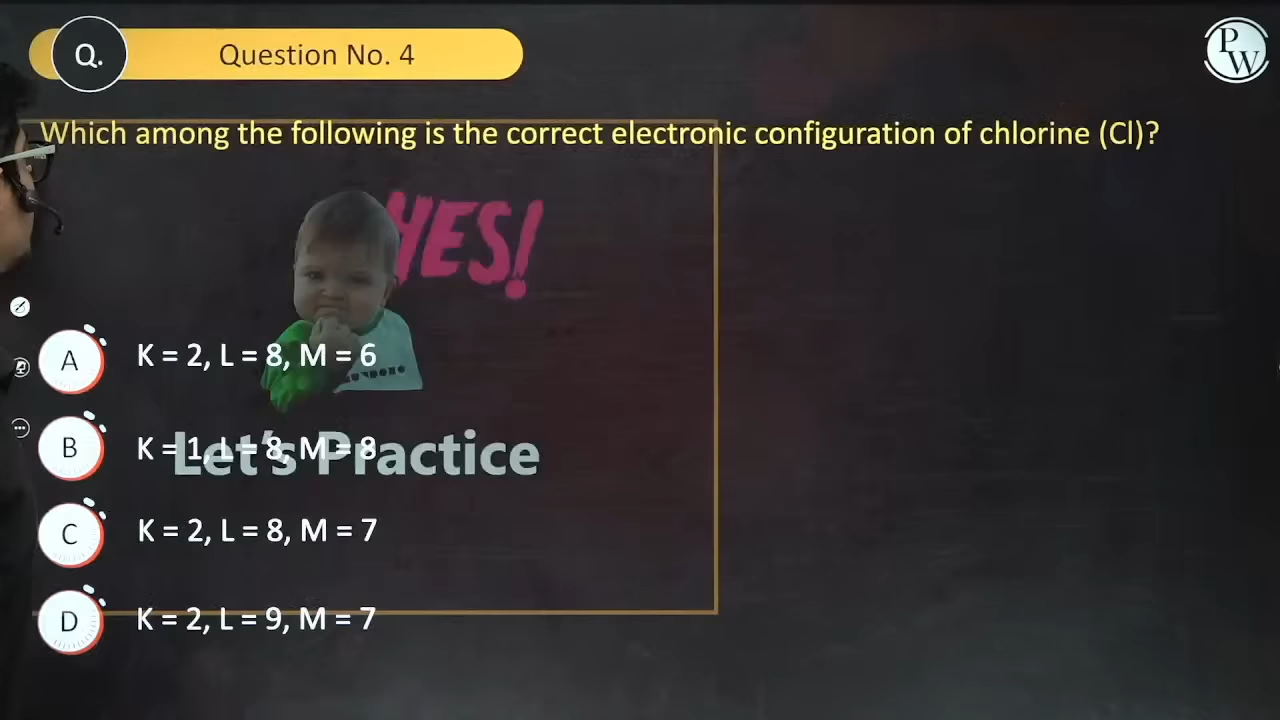 Q.
Question No. 4
PW
Which among the following is the correct electronic configuration of chlorine (Cl)?
YES!
A
K = 2, L = 8, M = 6
B
K = 1, L = 8, M = 8
Let's Practice
C
K = 2, L = 8, M = 7
D
K = 2, L = 9, M = 7